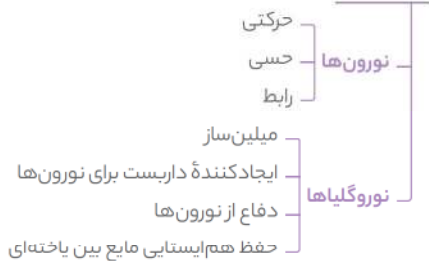 حرکتی
نورون‌ها
حسی
رابط
میلین‌ساز
ایجادکنندهٔ داربست برای نورون‌ها
نوروگلیاها
دفاع از نورون‌ها
حفظ هم‌ایستایی مایع بین یاخته‌ای